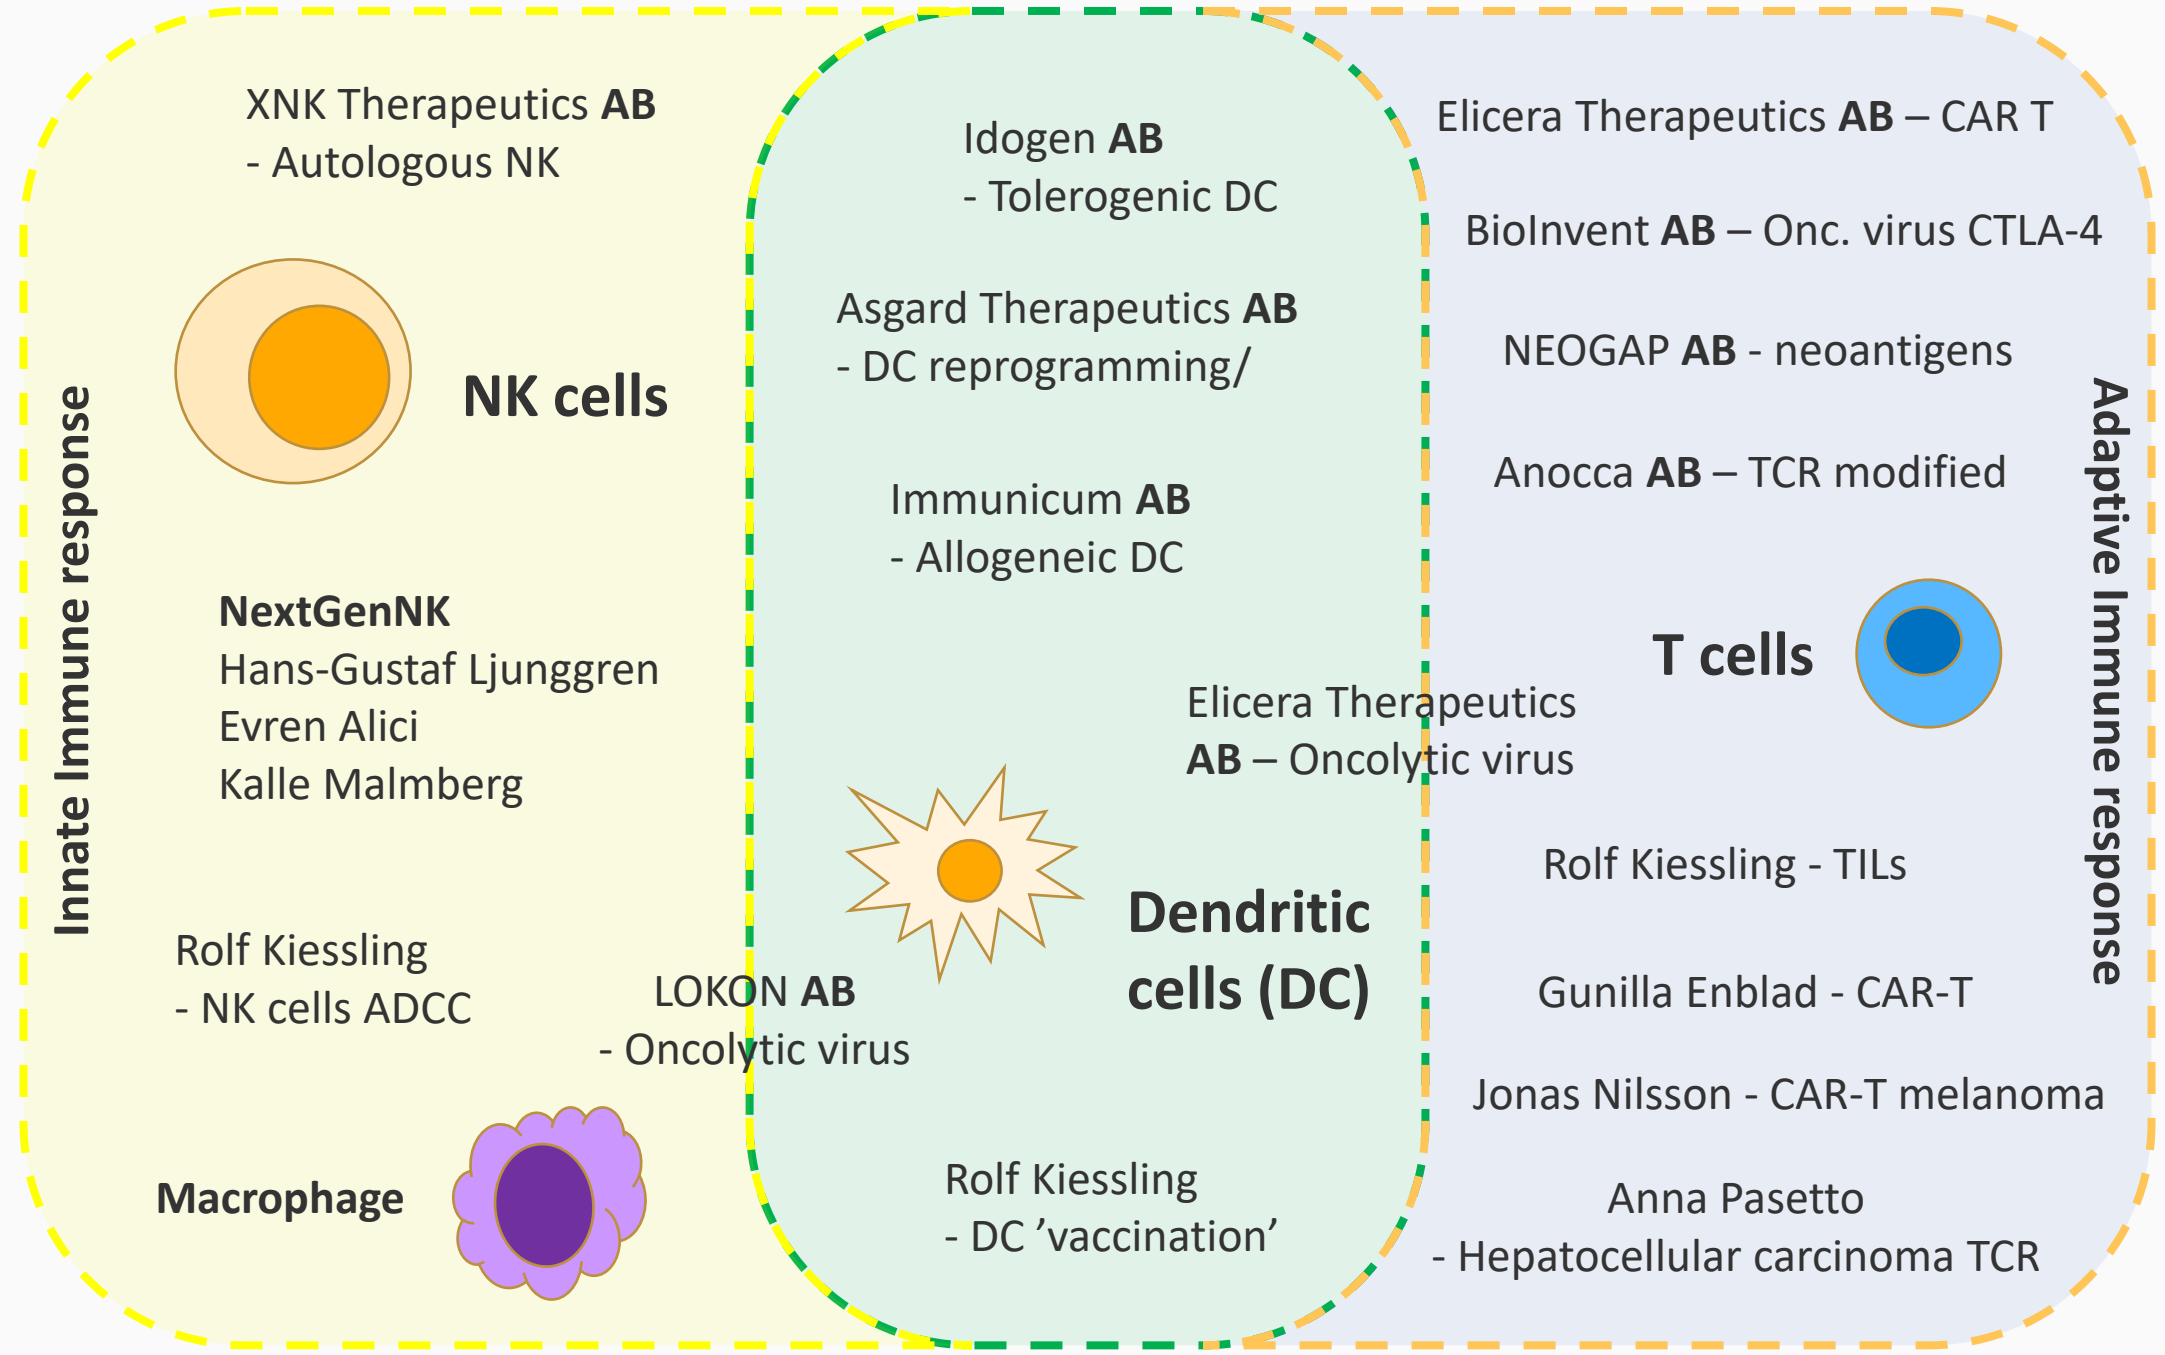 Innate Immune response
XNK Therapeutics AB
- Autologous NK
NK cells
NextGenNK
Hans-Gustaf Ljunggren
Evren Alici
Kalle Malmberg
Rolf Kiessling
- NK cells ADCC
LOKON AB
- Oncolytic virus
Macrophage
Idogen AB
- Tolerogenic DC
Asgard Therapeutics AB
- DC reprogramming/
Immunicum AB
- Allogeneic DC
Elicera Therapeutics
AB – Oncolytic virus
Dendritic
cells (DC)
Rolf Kiessling
- DC ’vaccination’
Elicera Therapeutics AB – CAR T
BioInvent AB – Onc. virus CTLA-4
NEOGAP AB - neoantigens
Anocca AB – TCR modified
T cells
Rolf Kiessling - TILs
Gunilla Enblad - CAR-T
Jonas Nilsson - CAR-T melanoma
Anna Pasetto
- Hepatocellular carcinoma TCR
Adaptive Immune response